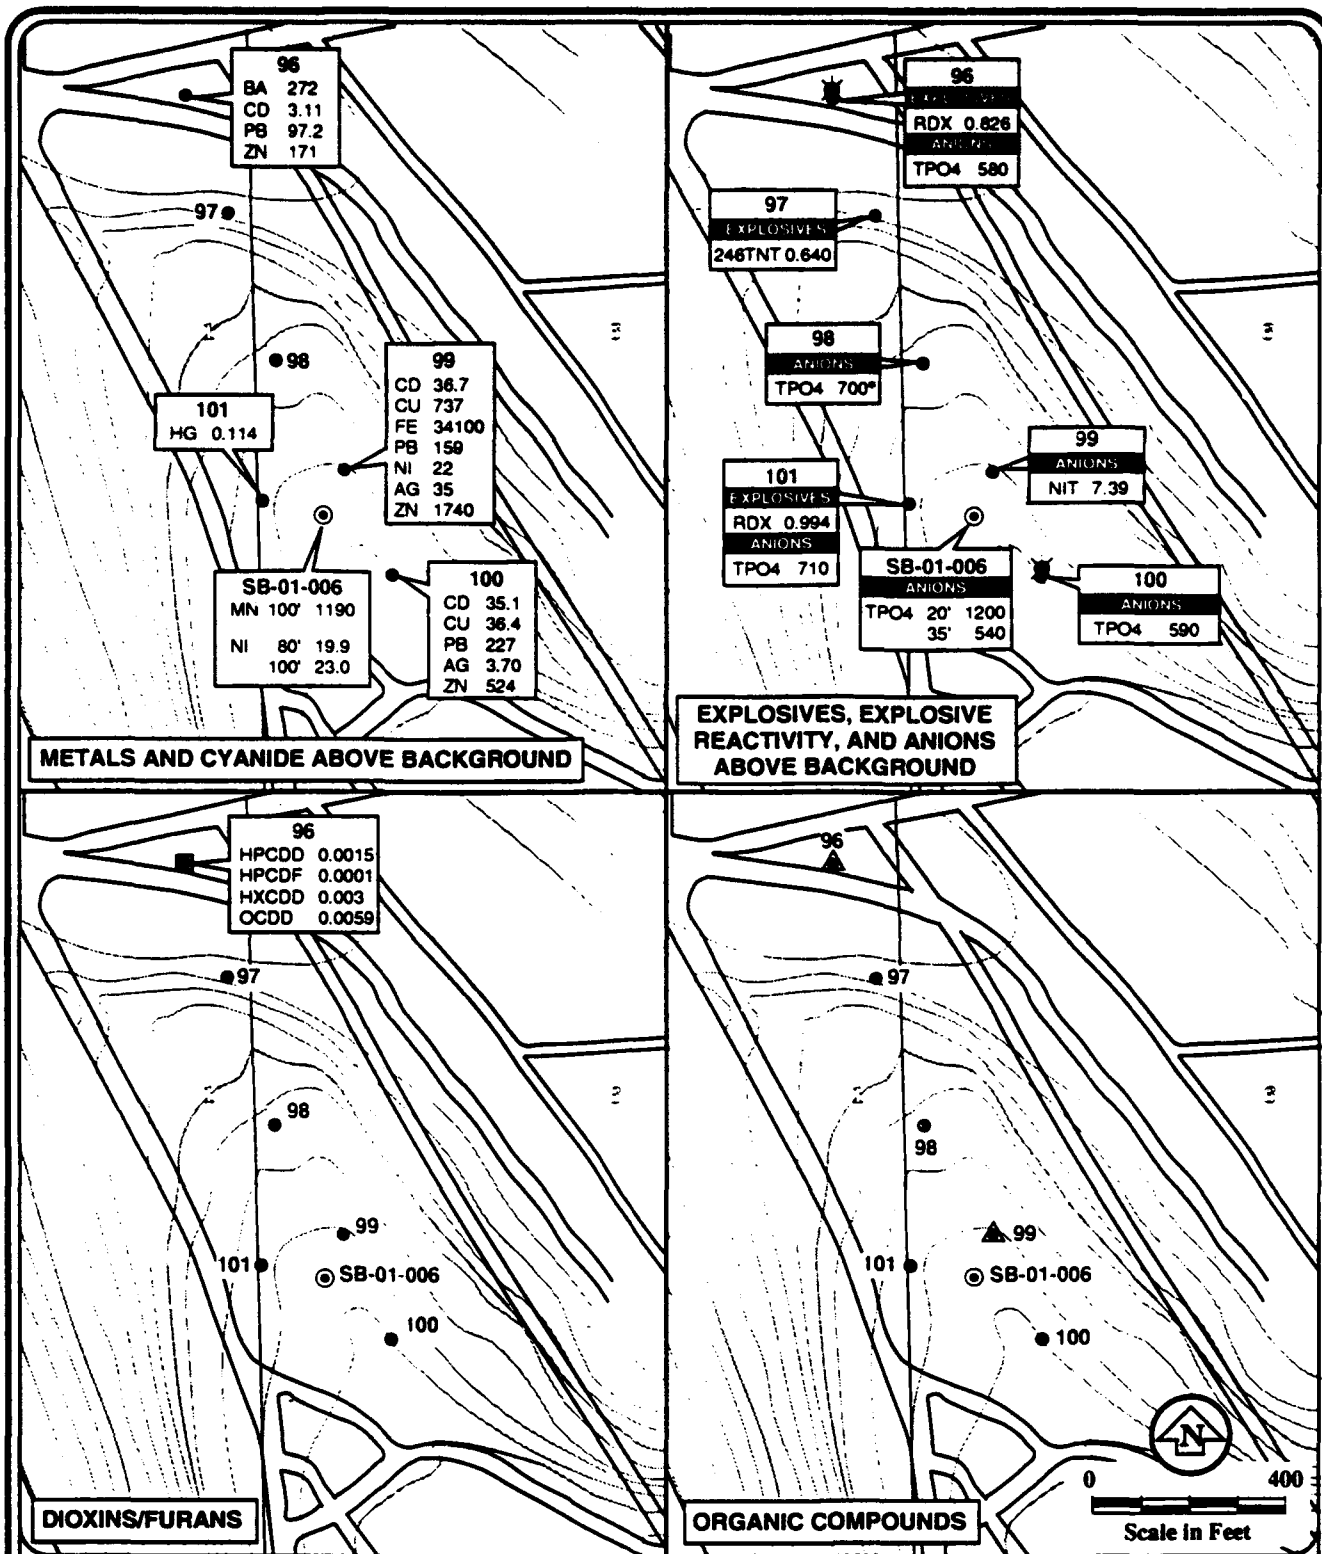 96
BA 272
CD 3.11
PB 97.2
ZN 171
97
98
99
CD 36.7
CU 737
FE 34100
PB 159
NI 22
AG 35
ZN 1740
101
HG 0.114
SB-01-006
MN 100' 1190
NI 80' 19.9
100' 23.0
100
CD 35.1
CU 36.4
PB 227
AG 3.70
ZN 524
METALS AND CYANIDE ABOVE BACKGROUND
96
EXPLOSIVES
RDX 0.826
ANIONS
TPO4 580
97
EXPLOSIVES
246TNT 0.640
98
ANIONS
TPO4 700*
99
ANIONS
NIT 7.39
101
EXPLOSIVES
RDX 0.994
ANIONS
TPO4 710
SB-01-006
ANIONS
TPO4 20' 1200
35' 540
100
ANIONS
TPO4 590
EXPLOSIVES, EXPLOSIVE
REACTIVITY, AND ANIONS
ABOVE BACKGROUND
96
HPCDD 0.0015
HPCDF 0.0001
HXCDD 0.003
OCDD 0.0059
97
98
99
101
SB-01-006
100
DIOXINS/FURANS
96
97
98
99
101
SB-01-006
100
N
0 400
Scale in Feet
ORGANIC COMPOUNDS